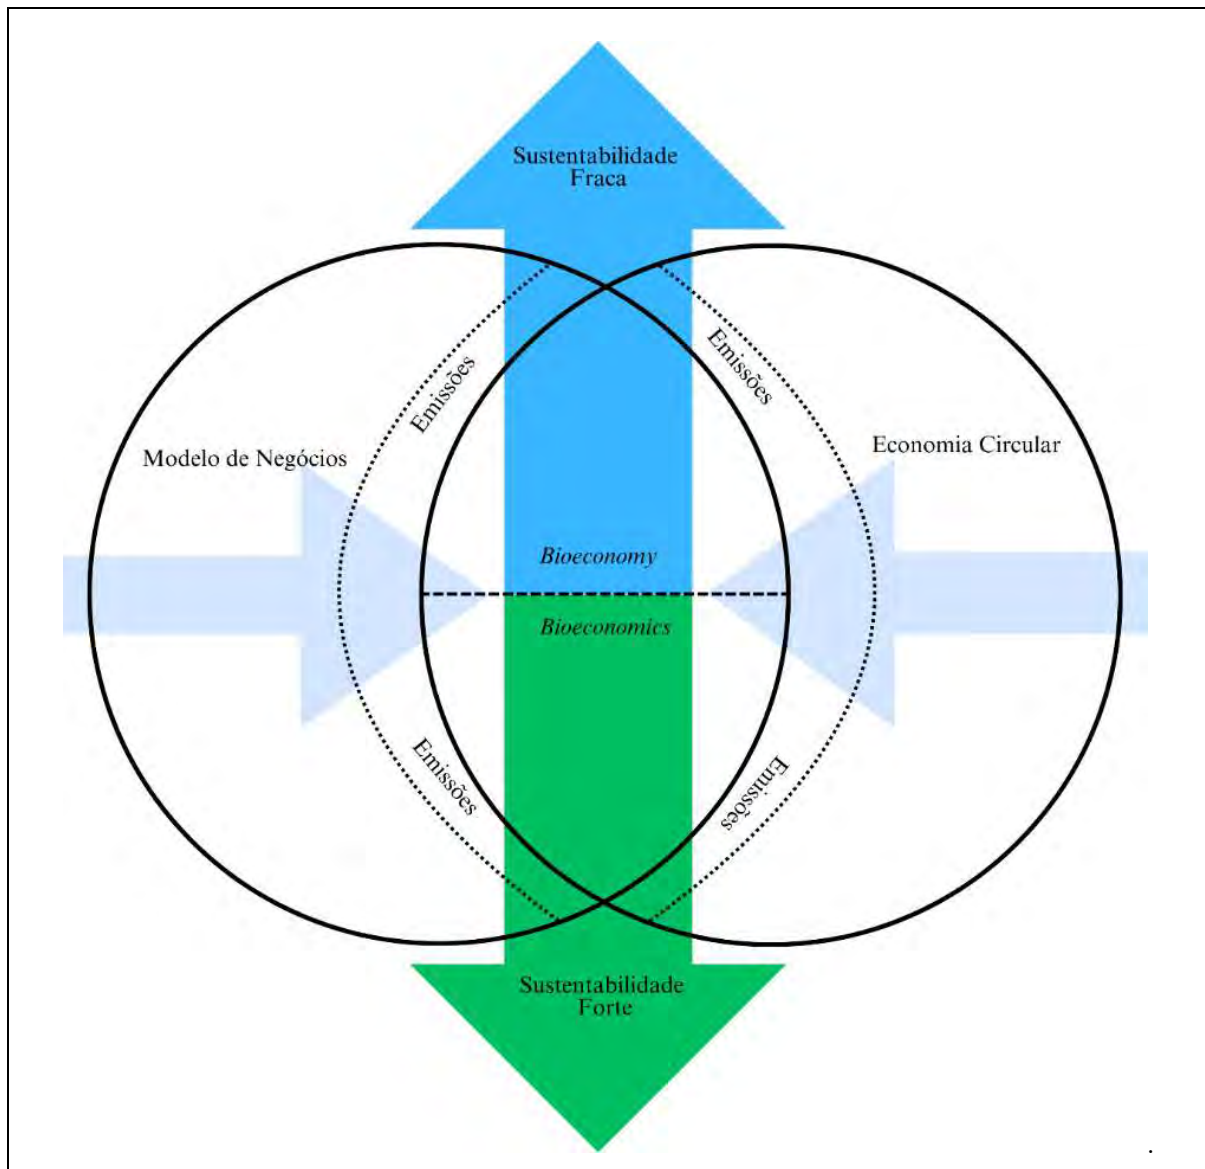 Sustentabilidade
Fraca
Emissões
Emissões
Modelo de Negócios
Economia Circular
Bioeconomy
Bioeconomics
Emissões
Emissões
Sustentabilidade
Forte
.